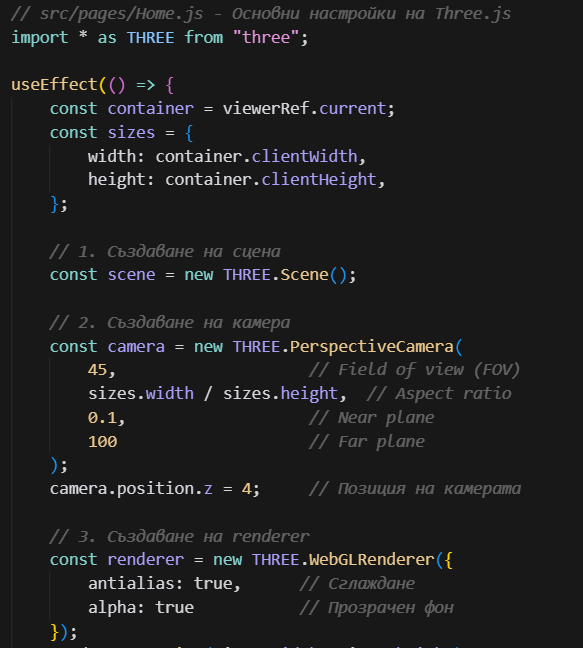 // src/pages/Home.js - Основни настройки на Three.js
import * as THREE from "three";
useEffect(() => {
const container = viewerRef.current;
const sizes = {
width: container.clientWidth,
height: container.clientHeight,
};
// 1. Създаване на сцена
const scene = new THREE.Scene();
// 2. Създаване на камера
const camera = new THREE.PerspectiveCamera(
45, // Field of view (FOV)
sizes.width / sizes.height, // Aspect ratio
0.1, // Near plane
100 // Far plane
);
camera.position.z = 4; // Позиция на камерата
// 3. Създаване на renderer
const renderer = new THREE.WebGLRenderer({
antialias: true, // Сглаждане
alpha: true // Прозрачен фон
});